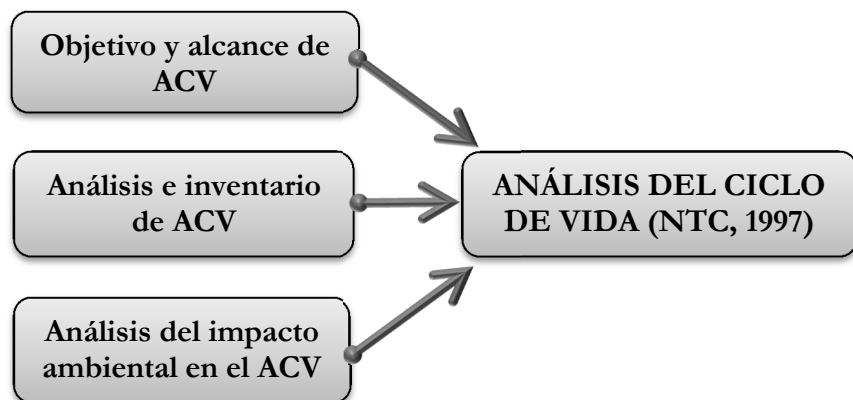 Objetivo y alcance de
ACV
Análisis e inventario
de ACV
ANÁLISIS DEL CICLO
DE VIDA (NTC, 1997)
Análisis del impacto
ambiental en el ACV